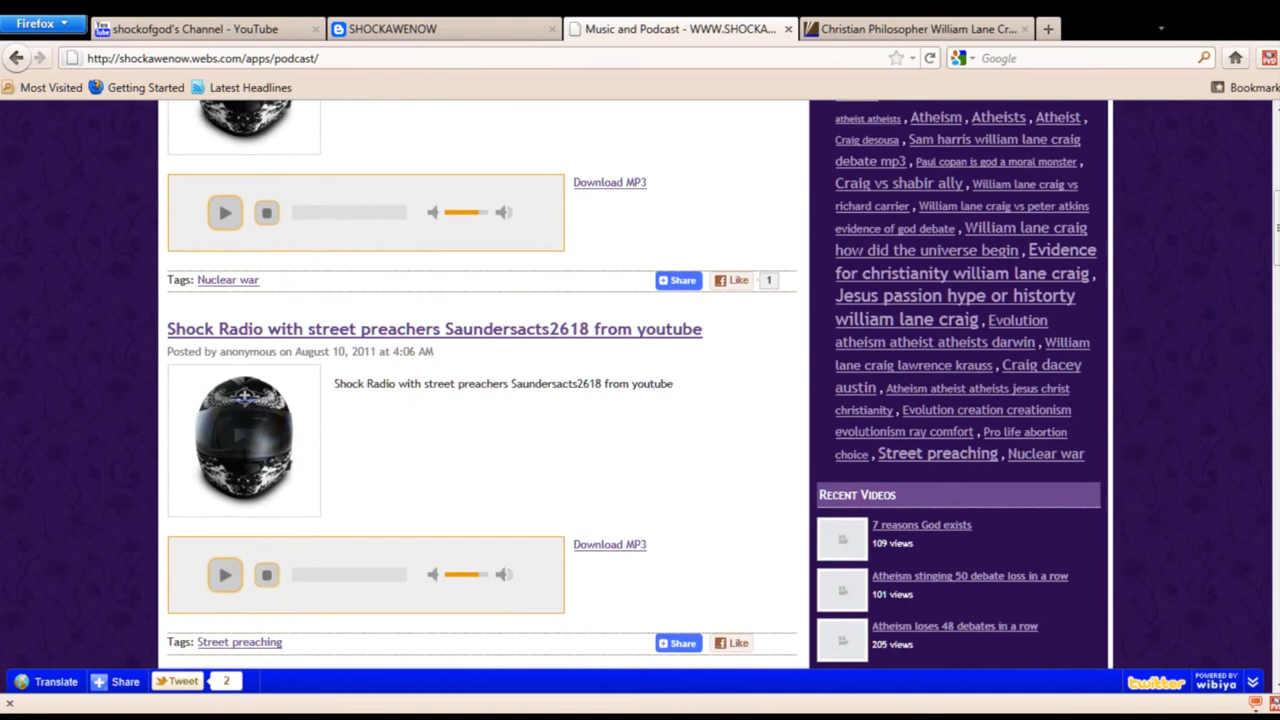 Firefox
shockofgod's Channel - YouTube
SHOCKAWENOW
Music and Podcast - WWW.SHOCKA...
Christian Philosopher William Lane Cr...
http://shockawenow.webs.com/apps/podcast/
Google
Most Visited
Getting Started
Latest Headlines
Bookmark
Download MP3
Tags: Nuclear war
Share
Like
1
Shock Radio with street preachers Saundersacts2618 from youtube
Posted by anonymous on August 10, 2011 at 4:06 AM
Shock Radio with street preachers Saundersacts2618 from youtube
Download MP3
Tags: Street preaching
Share
Like
atheist atheists , Atheism , Atheists , Atheist ,
Craig desousa , Sam harris william lane craig
debate mp3 , Paul copan is god a moral monster ,
Craig vs shabir ally , William lane craig vs
richard carrier , William lane craig vs peter atkins
evidence of god debate , William lane craig
how did the universe begin , Evidence
for christianity william lane craig ,
Jesus passion hype or historty
william lane craig , Evolution
atheism atheist atheists darwin , William
lane craig lawrence krauss , Craig dacey
austin , Atheism atheist atheists jesus christ
christianity , Evolution creation creationism
evolutionism ray comfort , Pro life abortion
choice , Street preaching , Nuclear war
RECENT VIDEOS
7 reasons God exists
109 views
Atheism stinging 50 debate loss in a row
101 views
Atheism loses 48 debates in a row
205 views
Translate
Share
Tweet
2
twitter
POWERED BY
wibiya